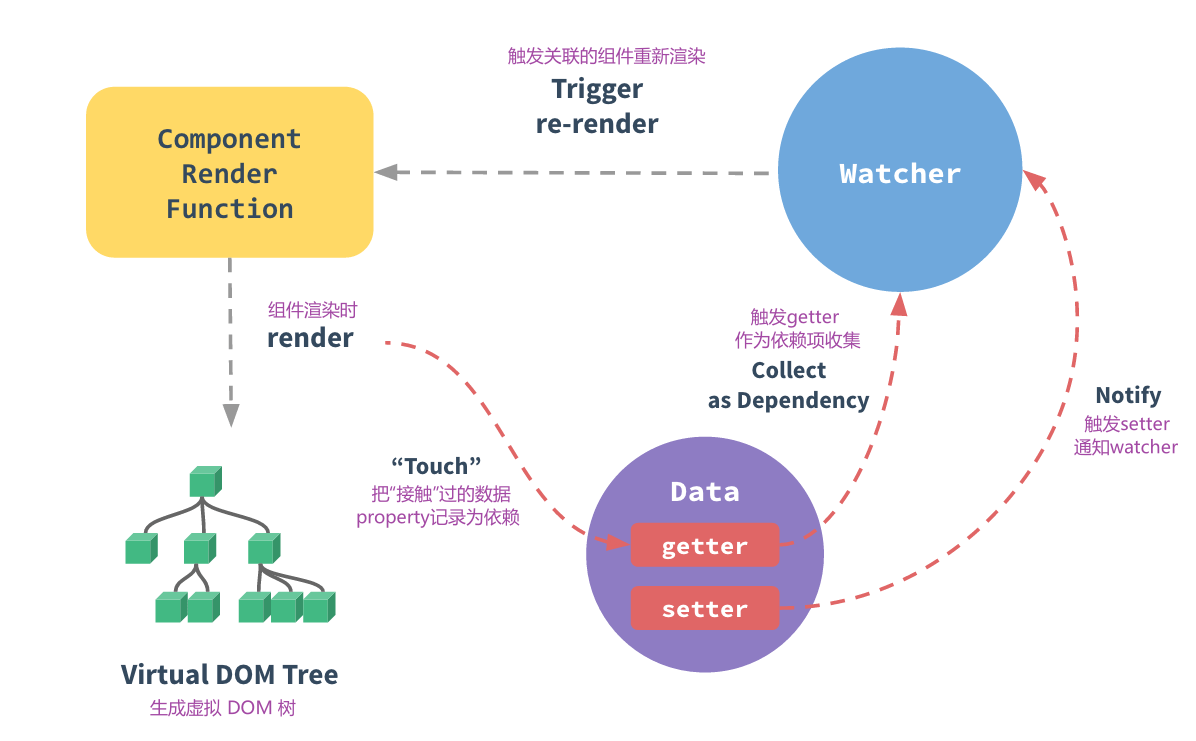 触发关联的组件重新渲染
Trigger
re-render
Component
Render
Function
Watcher
组件渲染时
render
触发getter
作为依赖项收集
Collect
as Dependency
Notify
触发setter
通知watcher
“Touch”
把“接触”过的数据
property记录为依赖
Data
getter
setter
Virtual DOM Tree
生成虚拟 DOM 树